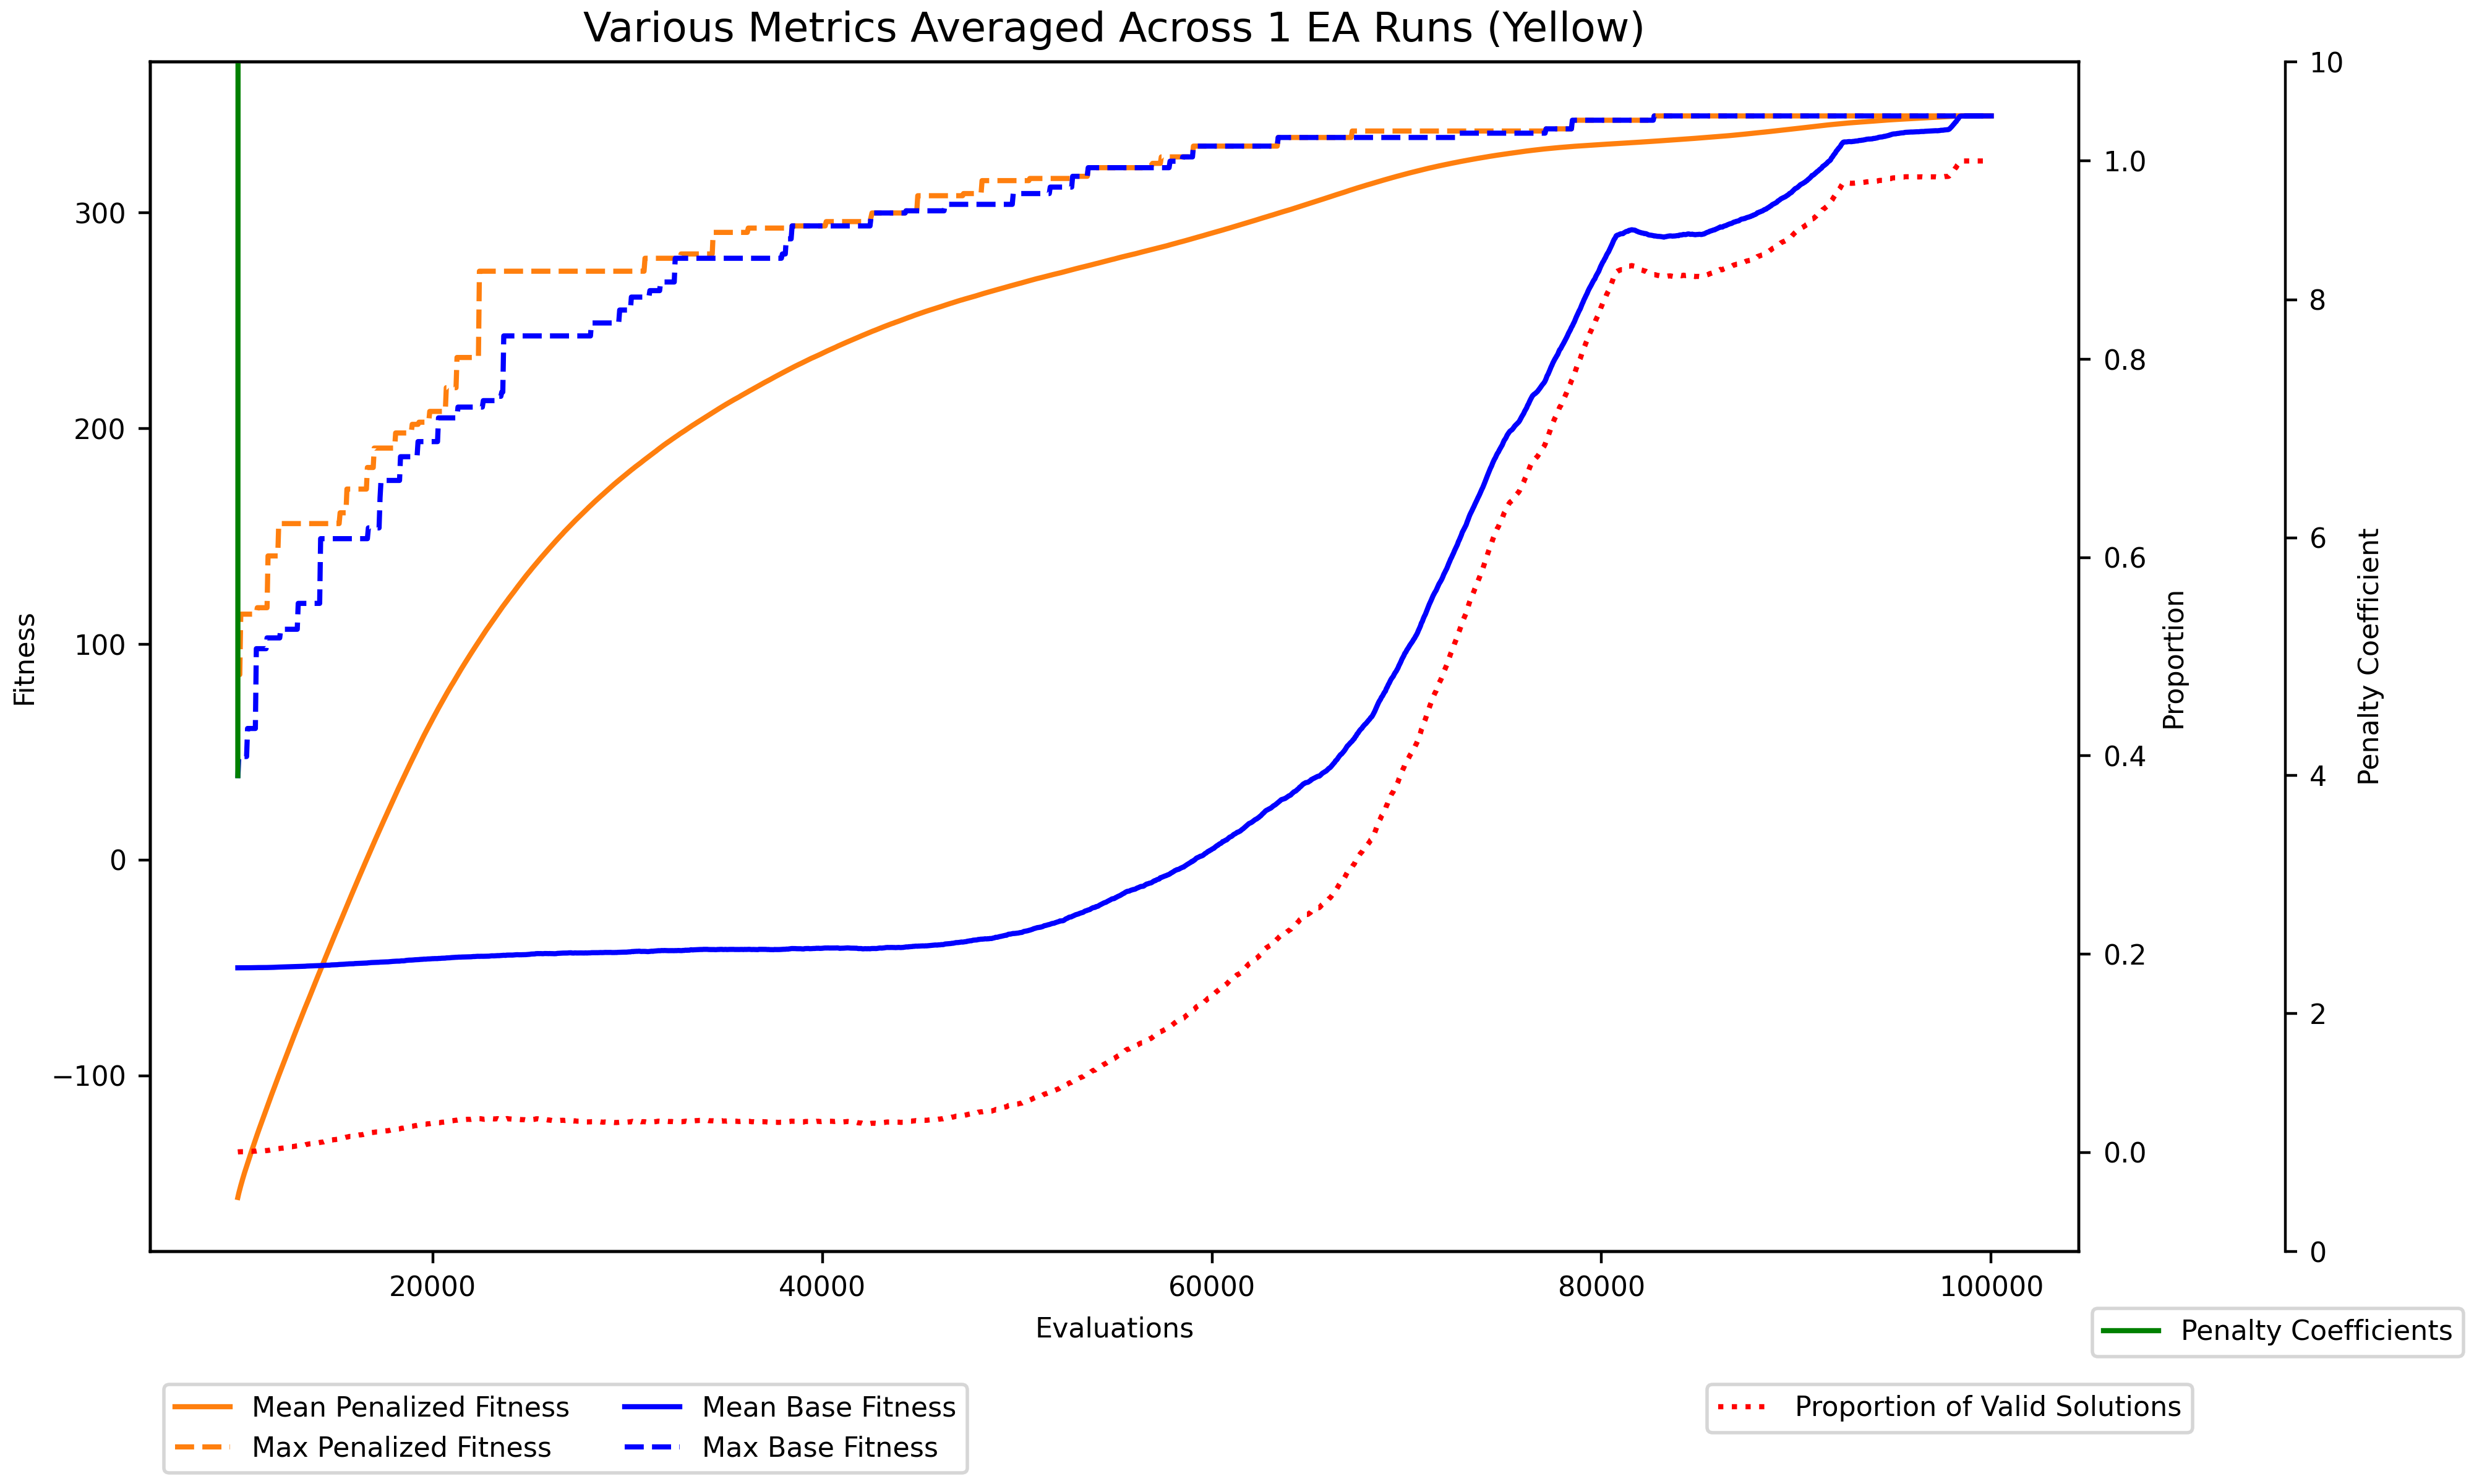 Various Metrics Averaged Across 1 EA Runs (Yellow)
Fitness
300
200
100
0
−100
20000
40000
60000
80000
100000
Evaluations
1.0
0.8
0.6
0.4
0.2
0.0
Proportion
10
8
6
4
2
0
Penalty Coefficient
Penalty Coefficients
Mean Penalized Fitness
Max Penalized Fitness
Mean Base Fitness
Max Base Fitness
Proportion of Valid Solutions